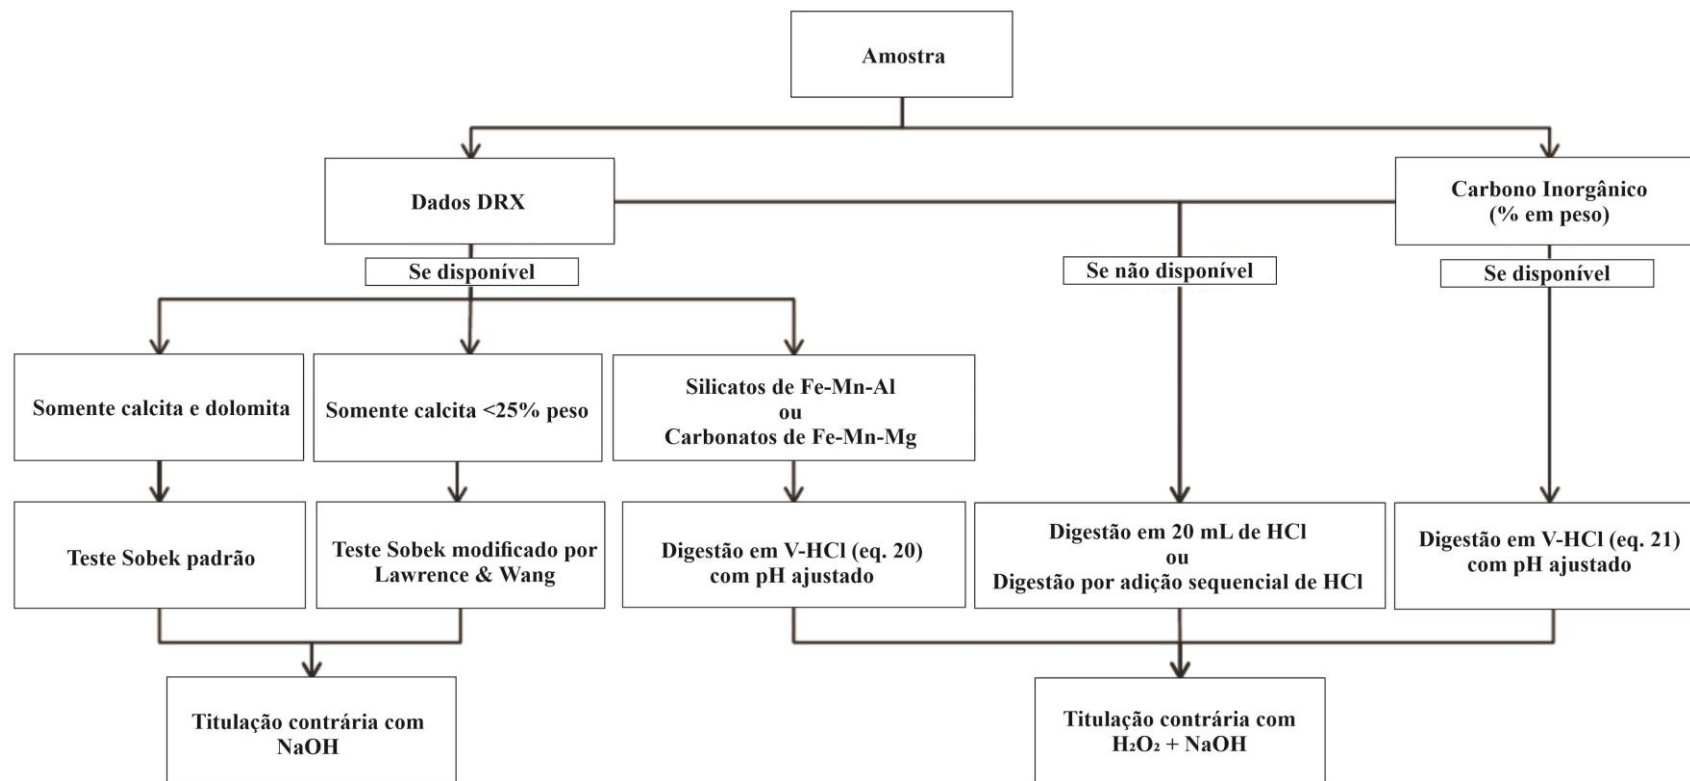 Amostra
Dados DRX
Carbono Inorgânico
(% em peso)
Se disponível
Se não disponível
Se disponível
Somente calcita e dolomita
Somente calcita <25% peso
Silicatos de Fe-Mn-Al
ou
Carbonatos de Fe-Mn-Mg
Teste Sobek padrão
Teste Sobek modificado por
Lawrence & Wang
Digestão em V-HCl (eq. 20)
com pH ajustado
Digestão em 20 mL de HCl
ou
Digestão por adição sequencial de HCl
Digestão em V-HCl (eq. 21)
com pH ajustado
Titulação contrária com
NaOH
Titulação contrária com
H₂O₂ + NaOH